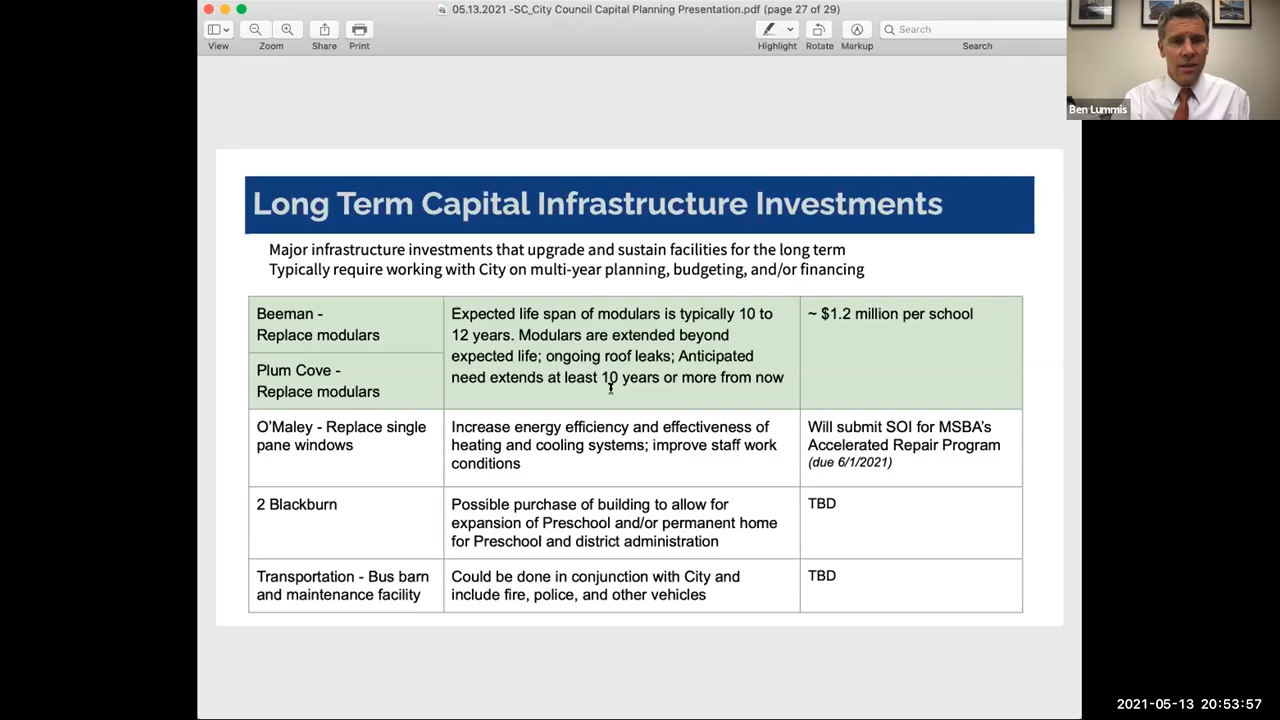 05.13.2021 -SC_City Council Capital Planning Presentation.pdf (page 27 of 29)
View
Zoom
Share
Print
Highlight
Rotate
Markup
Search
Search
Ben Lummis
Long Term Capital Infrastructure Investments
Major infrastructure investments that upgrade and sustain facilities for the long term
Typically require working with City on multi-year planning, budgeting, and/or financing
Beeman -
Replace modulars
Plum Cove -
Replace modulars
Expected life span of modulars is typically 10 to
12 years. Modulars are extended beyond
expected life; ongoing roof leaks; Anticipated
need extends at least 10 years or more from now
~ $1.2 million per school
O'Maley - Replace single
pane windows
Increase energy efficiency and effectiveness of
heating and cooling systems; improve staff work
conditions
Will submit SOI for MSBA's
Accelerated Repair Program
(due 6/1/2021)
2 Blackburn
Possible purchase of building to allow for
expansion of Preschool and/or permanent home
for Preschool and district administration
TBD
Transportation - Bus barn
and maintenance facility
Could be done in conjunction with City and
include fire, police, and other vehicles
TBD
2021-05-13 20:53:57